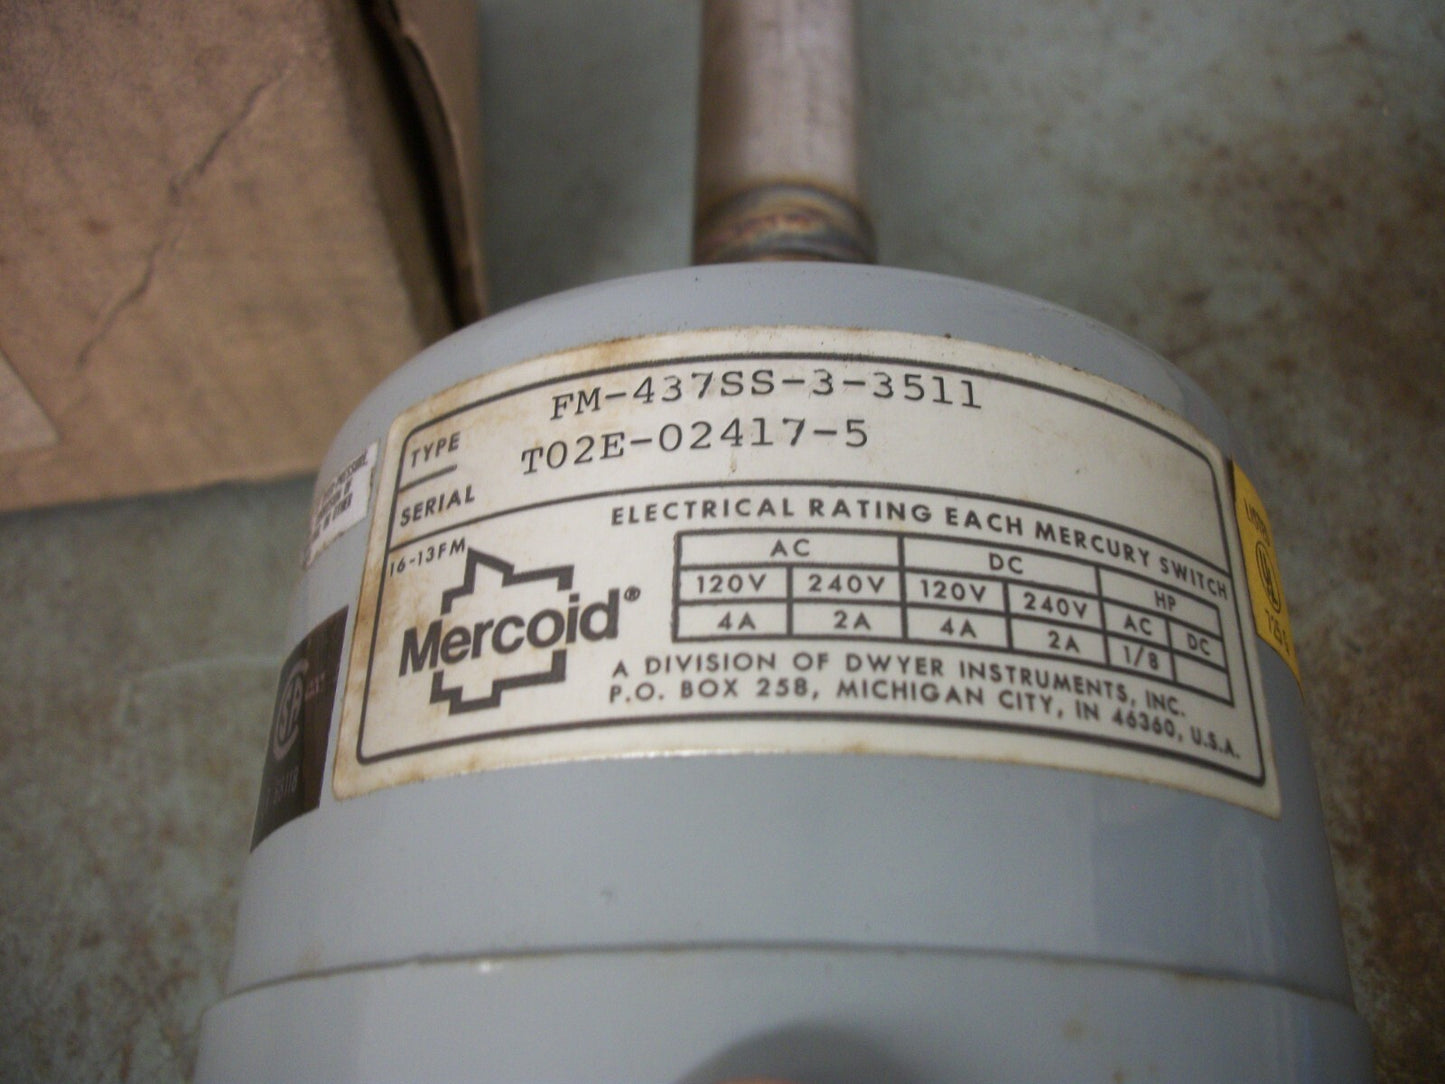 TYPE FM-437SS-3-3511
SERIAL T02E-02417-5
16-13FM
Mercoid®
ELECTRICAL RATING EACH MERCURY SWITCH
AC DC HP
120V 240V 120V 240V AC DC
4A 2A 4A 2A 1/8
A DIVISION OF DWYER INSTRUMENTS, INC.
P.O. BOX 258, MICHIGAN CITY, IN 46360, U.S.A.
LISTED
UL